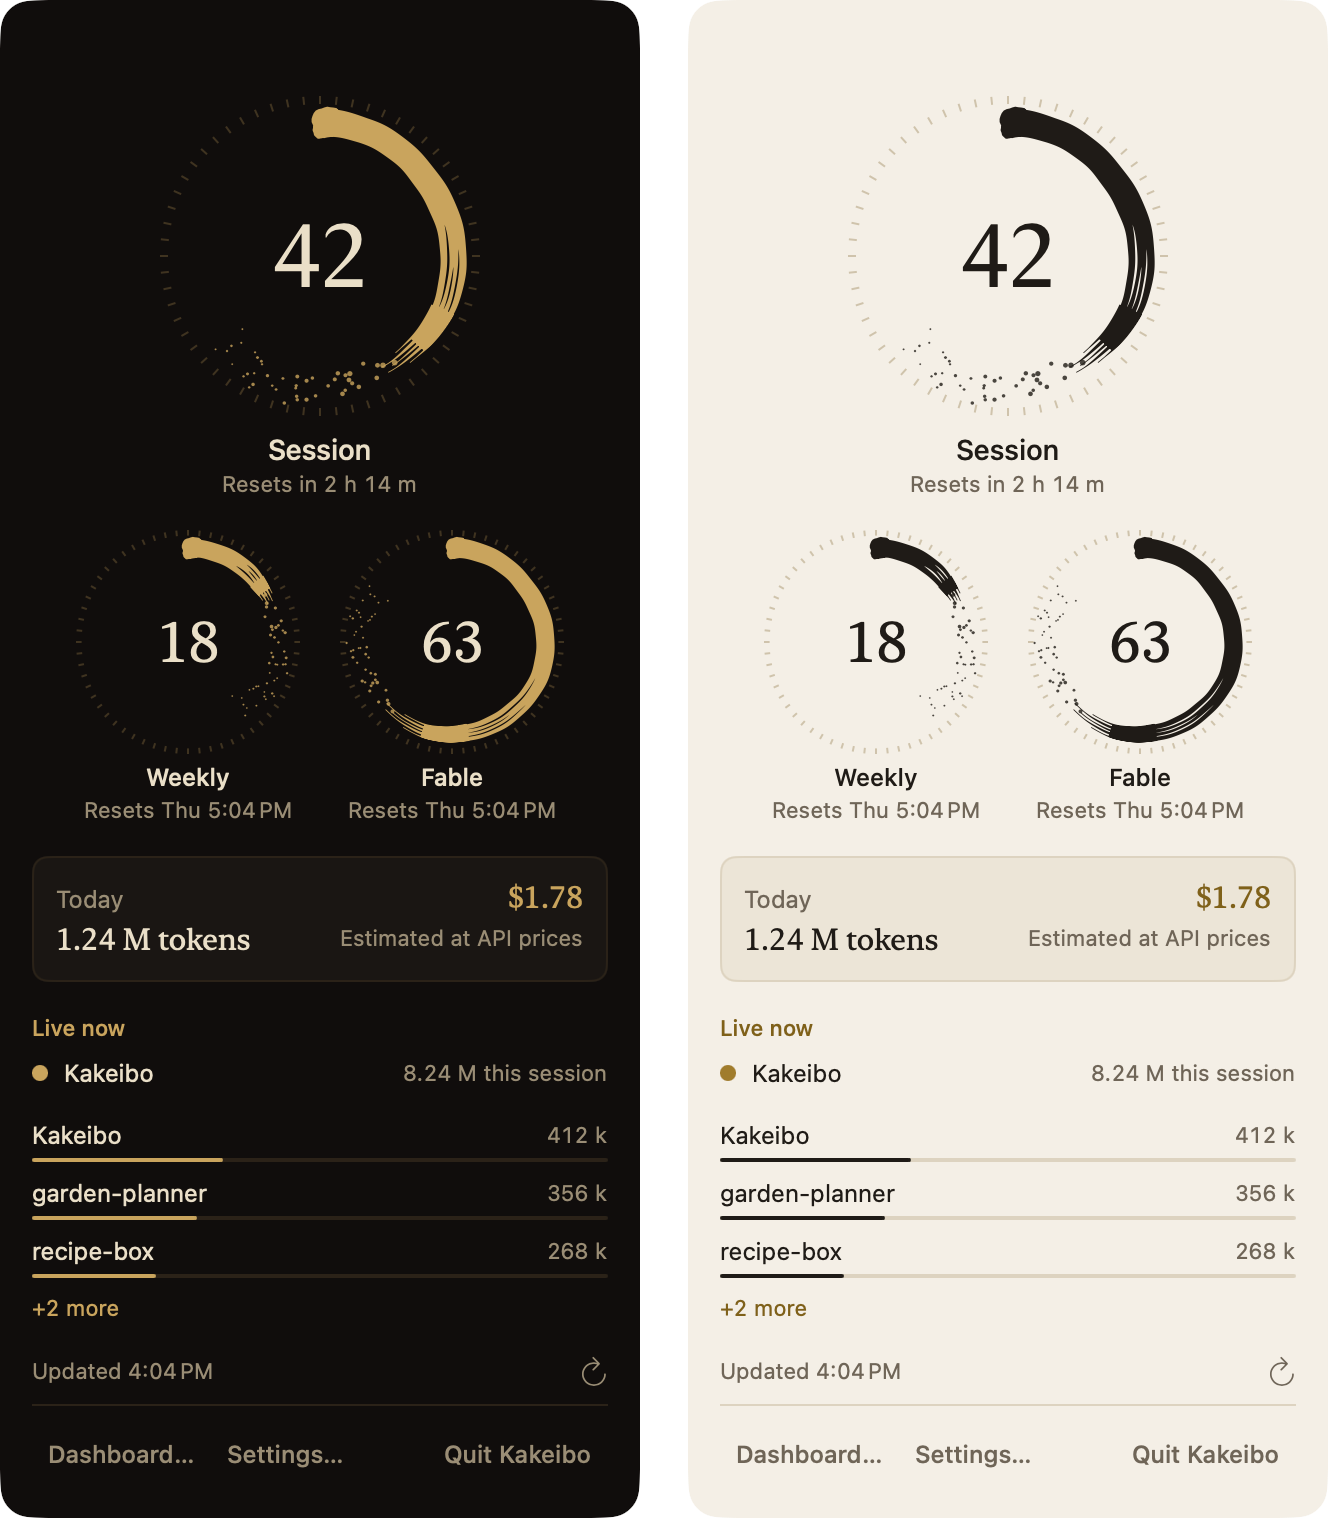 42
Session
Resets in 2 h 14 m
18
63
Weekly
Fable
Resets Thu 5:04 PM
Resets Thu 5:04 PM
Today
$1.78
1.24 M tokens
Estimated at API prices
Live now
Kakeibo
8.24 M this session
Kakeibo
412 k
garden-planner
356 k
recipe-box
268 k
+2 more
Updated 4:04 PM
Dashboard...
Settings...
Quit Kakeibo
42
Session
Resets in 2 h 14 m
18
63
Weekly
Fable
Resets Thu 5:04 PM
Resets Thu 5:04 PM
Today
$1.78
1.24 M tokens
Estimated at API prices
Live now
Kakeibo
8.24 M this session
Kakeibo
412 k
garden-planner
356 k
recipe-box
268 k
+2 more
Updated 4:04 PM
Dashboard...
Settings...
Quit Kakeibo